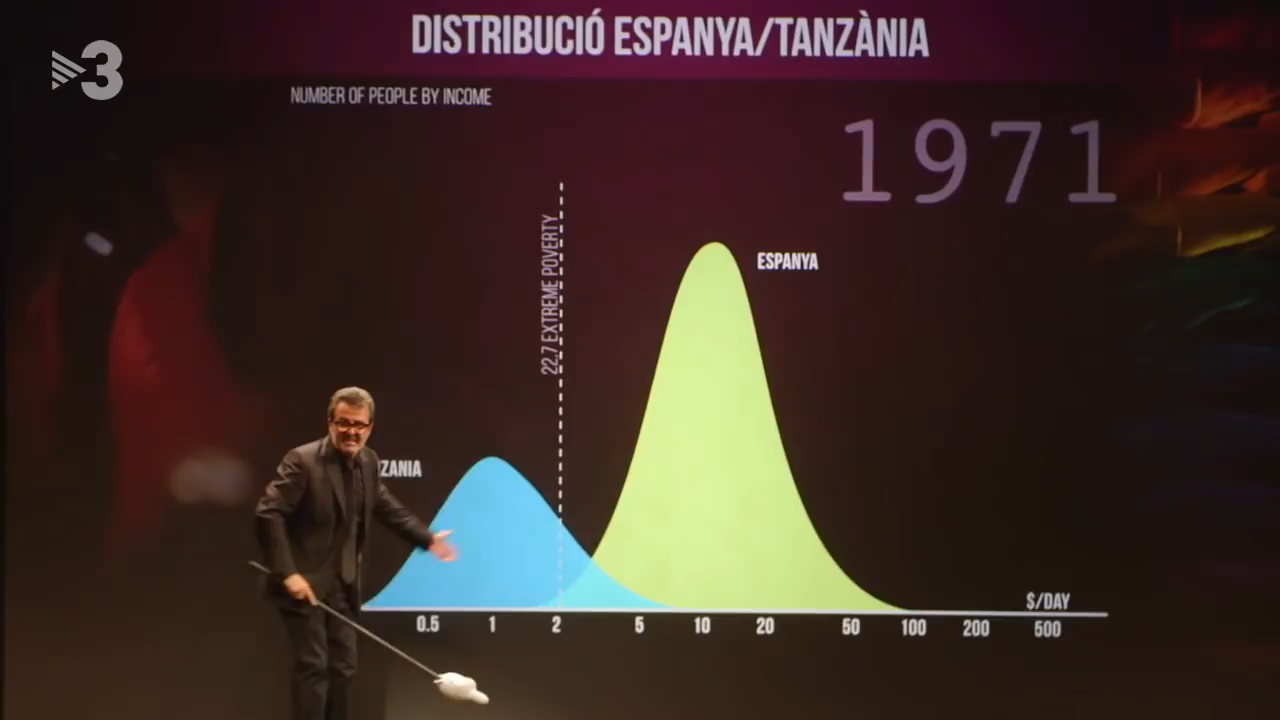 DISTRIBUCIÓ ESPANYA/TANZÀNIA
3
NUMBER OF PEOPLE BY INCOME
1971
22.7 EXTREME POVERTY
ESPANYA
ZANIA
$/DAY
0.5 1 2 5 10 20 50 100 200 500